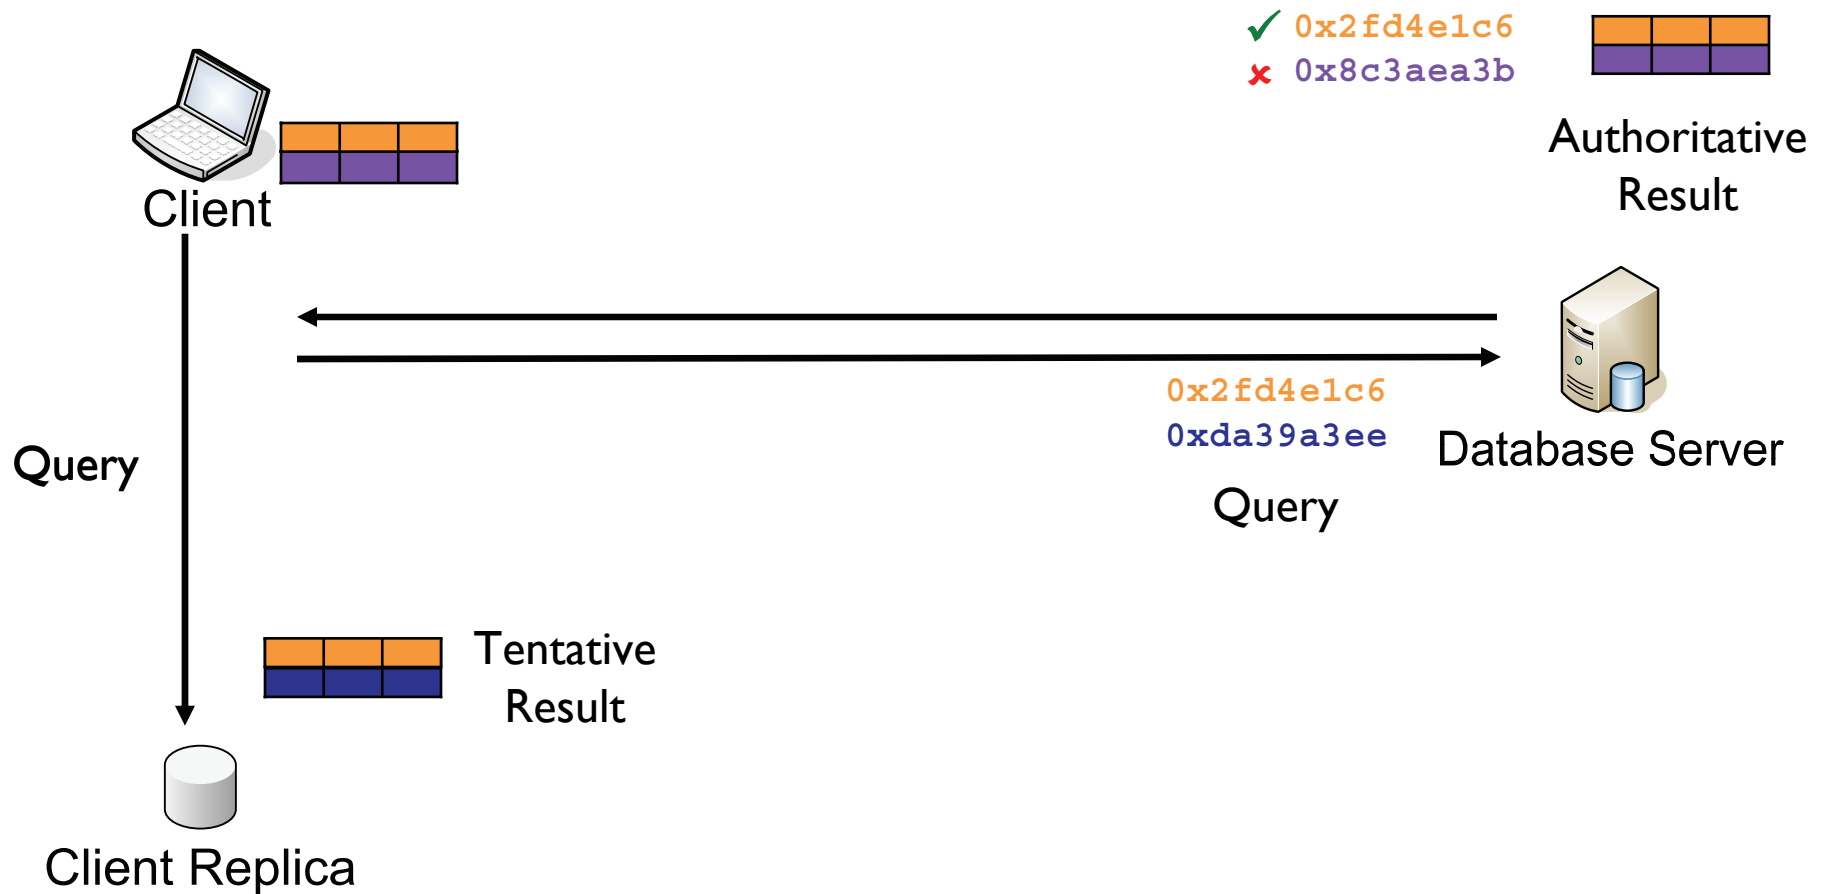 0x2fd4e1c6
0x8c3aea3b
Authoritative
Result
Client
0x2fd4e1c6
0xda39a3ee
Database Server
Query
Query
Tentative
Result
Client Replica